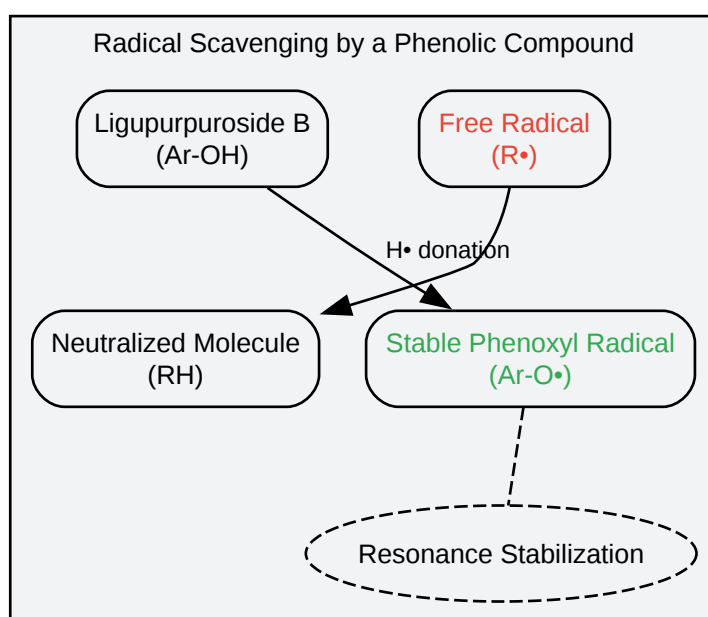 Radical Scavenging by a Phenolic Compound
Ligupurpuroside B
(Ar-OH)
Free Radical
(R•)
H• donation
Neutralized Molecule
(RH)
Stable Phenoxyl Radical
(Ar-O•)
Resonance Stabilization